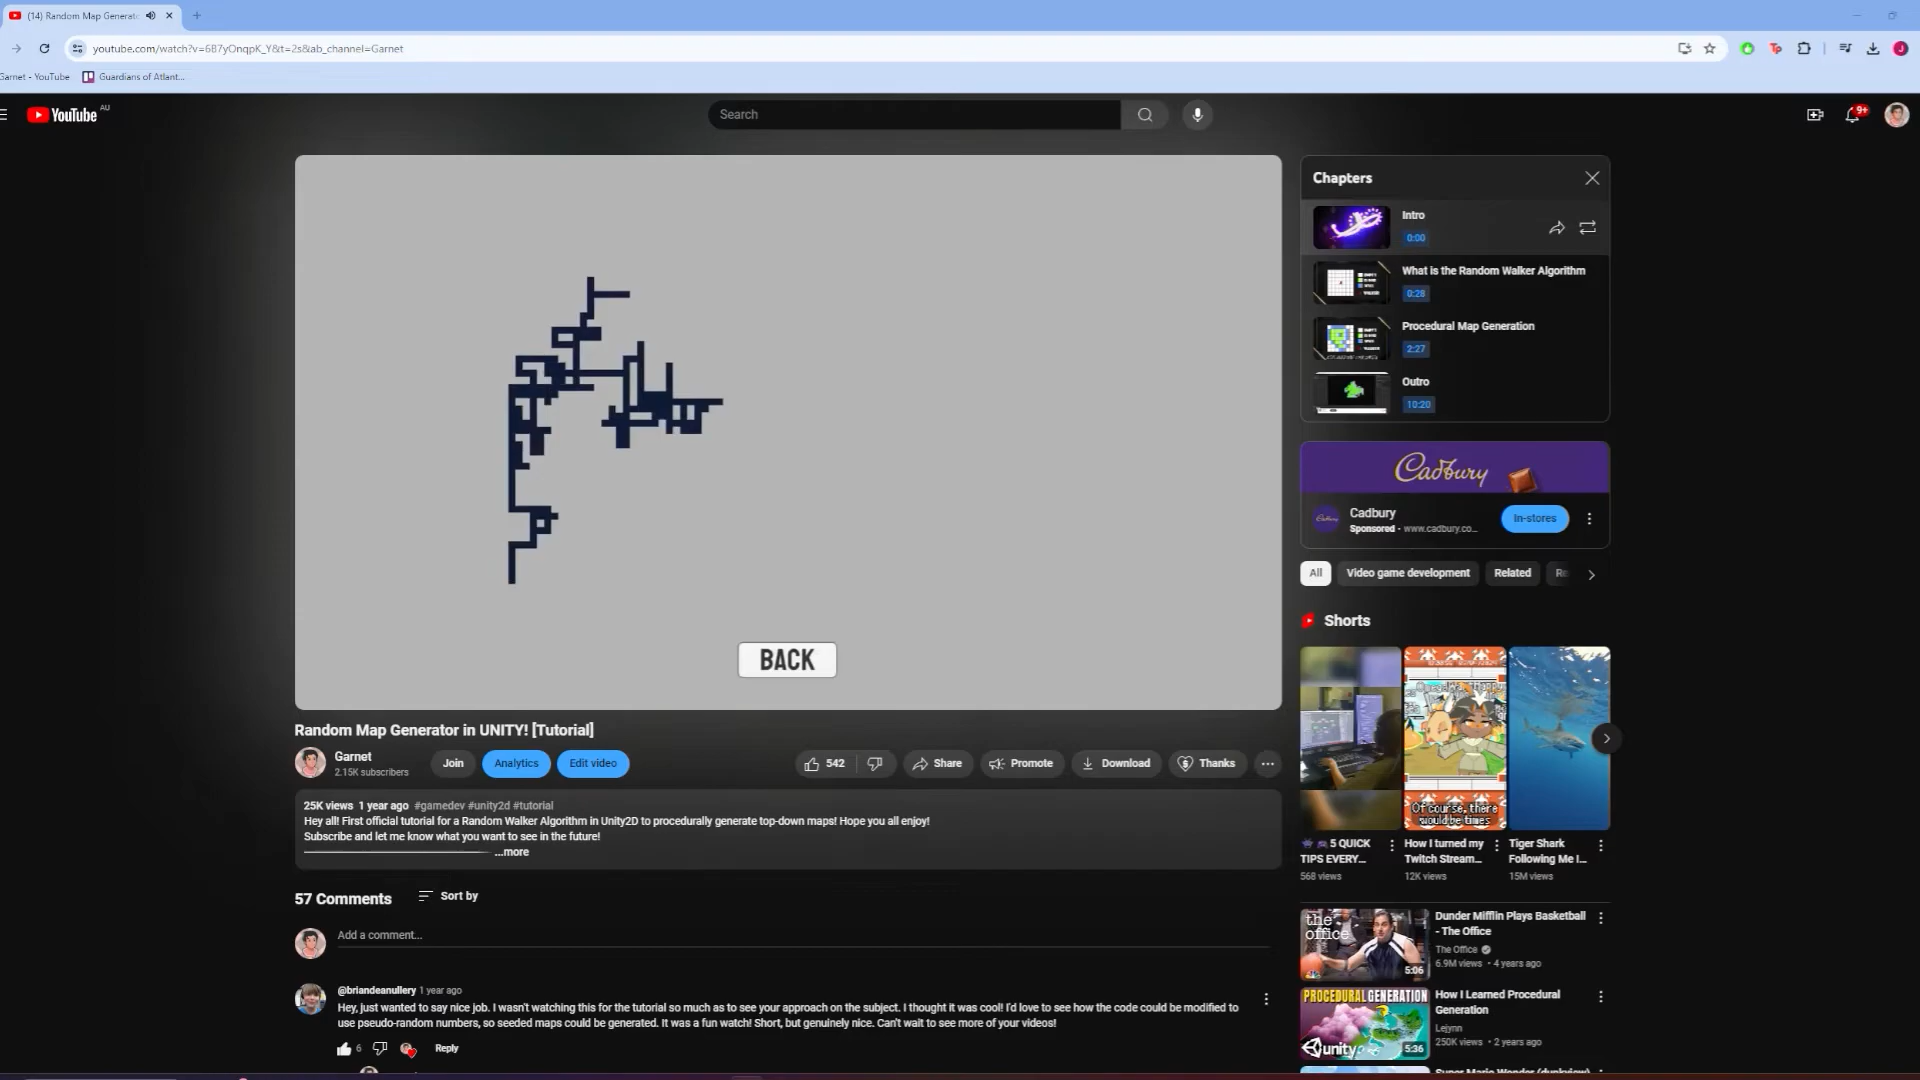 (14) Random Map Generato
youtube.com/watch?v=6B7yOnqpK_Y&t=2s&ab_channel=Garnet
Garnet - YouTube
Guardians of Atlant...
YouTube AU
Search
9+
BACK
Chapters
Intro
0:00
What is the Random Walker Algorithm
0:28
Procedural Map Generation
2:27
Outro
10:20
Cadbury
Cadbury
Sponsored · www.cadbury.co...
In-stores
All
Video game development
Related
Re
Shorts
Of course, there
would be times
5 QUICK
TIPS EVERY...
568 views
How I turned my
Twitch Stream...
12K views
Tiger Shark
Following Me I...
15M views
the office
5:06
Dunder Mifflin Plays Basketball
- The Office
The Office
6.9M views • 4 years ago
PROCEDURAL GENERATION
unity
5:36
How I Learned Procedural
Generation
Lejynn
250K views • 2 years ago
Random Map Generator in UNITY! [Tutorial]
Garnet
2.15K subscribers
Join
Analytics
Edit video
542
Share
Promote
Download
Thanks
25K views 1 year ago #gamedev #unity2d #tutorial
Hey all! First official tutorial for a Random Walker Algorithm in Unity2D to procedurally generate top-down maps! Hope you all enjoy!
Subscribe and let me know what you want to see in the future!
...more
57 Comments
Sort by
Add a comment...
@briandeanullery 1 year ago
Hey, just wanted to say nice job. I wasn't watching this for the tutorial so much as to see your approach on the subject. I thought it was cool! I'd love to see how the code could be modified to
use pseudo-random numbers, so seeded maps could be generated. It was a fun watch! Short, but genuinely nice. Can't wait to see more of your videos!
6
Reply